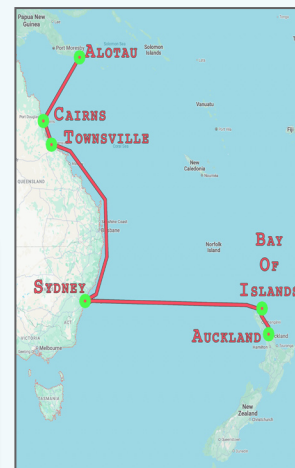 Papua New
Guinea
Port Moresby
Solomon
Islands
ALOTAU
CAIRNS
TOWNSVILLE
Vanuatu
New
Caledonia
QUEENSLAND
Brisbane
Norfolk
Island
BAY
OF
ISLANDS
SYDNEY
AUCKLAND
VICTORIA
Melbourne
TASMANIA
New
Zealand